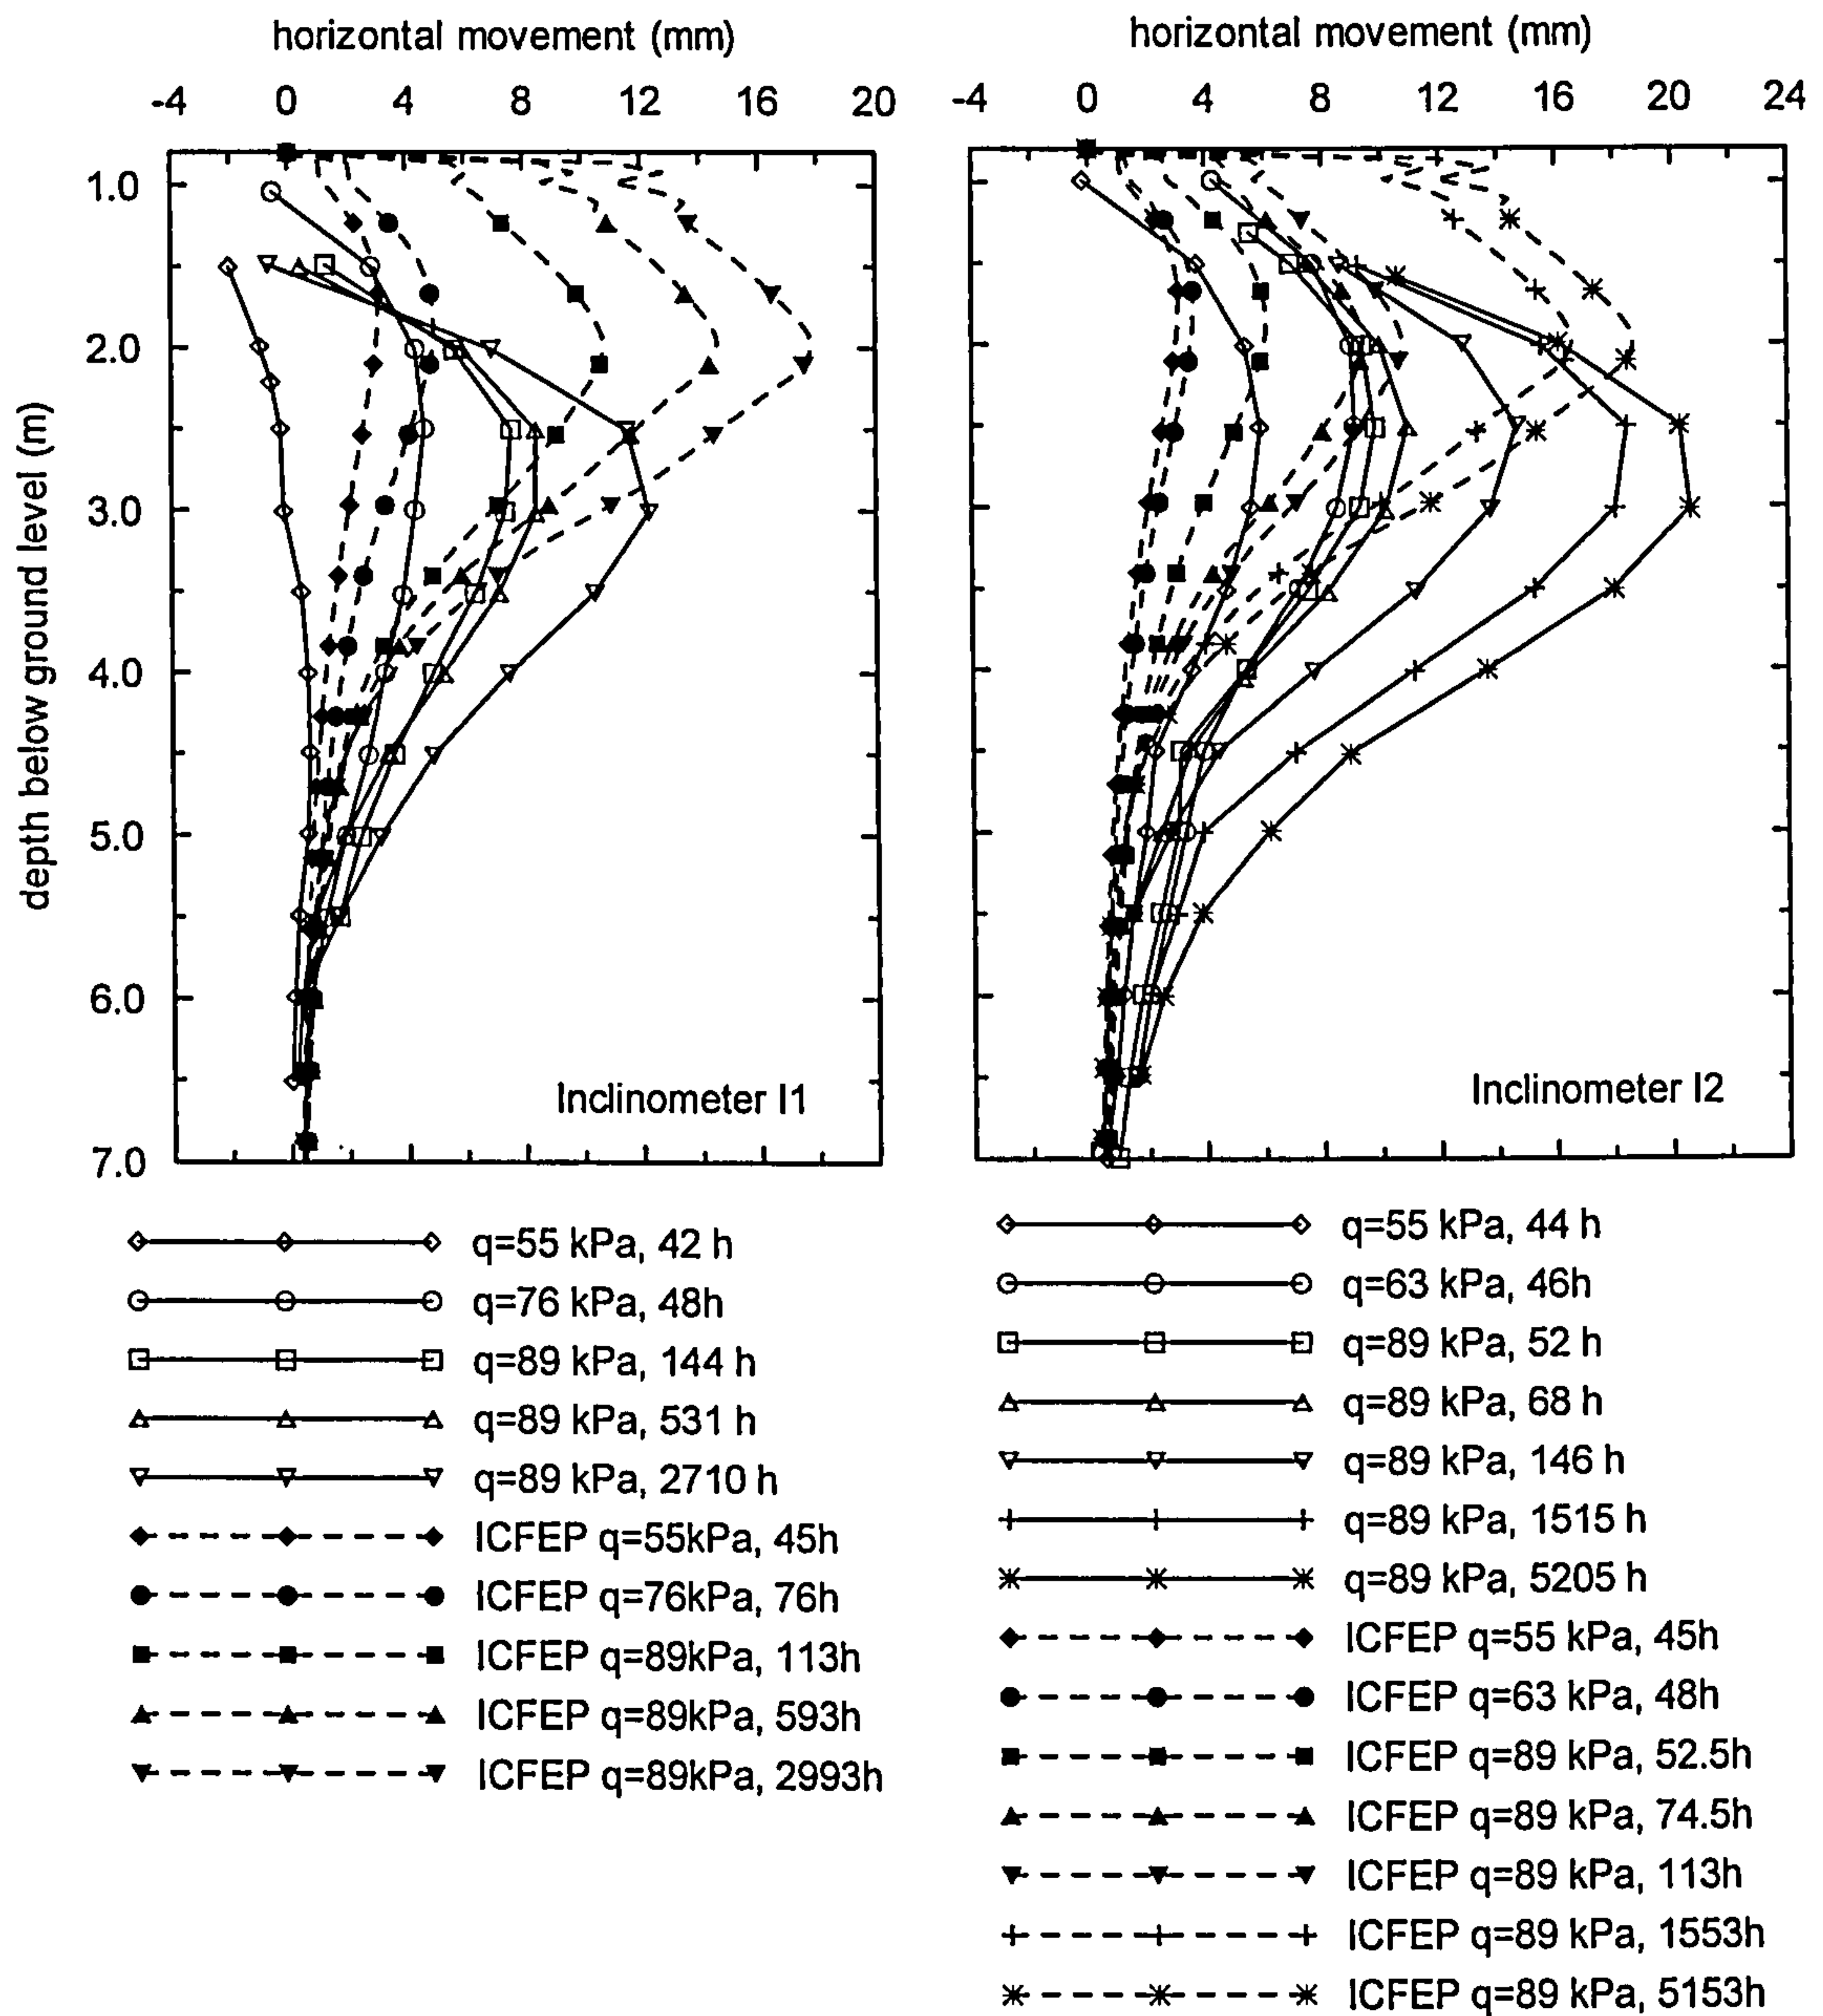 horizontal movement (mm)
-4 0 4 8 12 16 20
depth below ground level (m)
1.0
2.0
3.0
4.0
5.0
6.0
7.0
Inclinometer I1
q=55 kPa, 42 h
q=76 kPa, 48h
q=89 kPa, 144 h
q=89 kPa, 531 h
q=89 kPa, 2710 h
ICFEP q=55kPa, 45h
ICFEP q=76kPa, 76h
ICFEP q=89kPa, 113h
ICFEP q=89kPa, 593h
ICFEP q=89kPa, 2993h
horizontal movement (mm)
-4 0 4 8 12 16 20 24
Inclinometer I2
q=55 kPa, 44 h
q=63 kPa, 46h
q=89 kPa, 52 h
q=89 kPa, 68 h
q=89 kPa, 146 h
q=89 kPa, 1515 h
q=89 kPa, 5205 h
ICFEP q=55 kPa, 45h
ICFEP q=63 kPa, 48h
ICFEP q=89 kPa, 52.5h
ICFEP q=89 kPa, 74.5h
ICFEP q=89 kPa, 113h
ICFEP q=89 kPa, 1553h
ICFEP q=89 kPa, 5153h